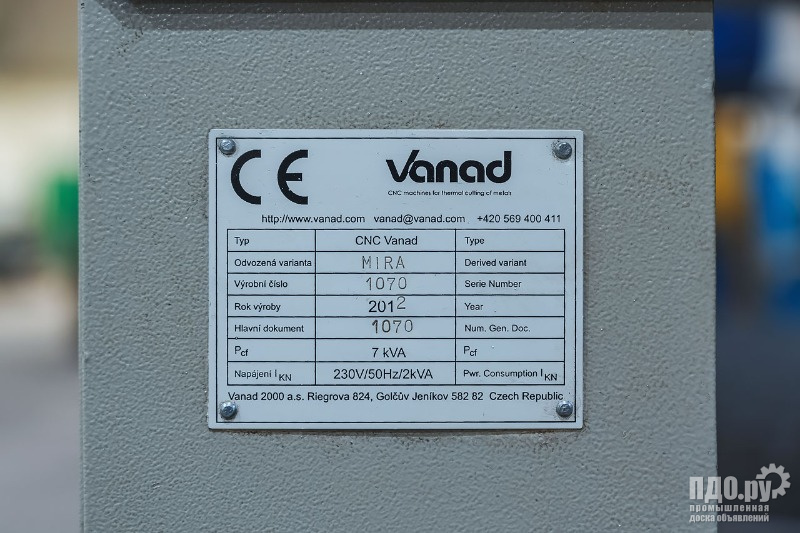 CE
Vanad
CNC machines for thermal cutting of metals
http://www.vanad.com vanad@vanad.com +420 569 400 411
Typ CNC Vanad Type
Odvozená varianta MIRA Derived variant
Výrobní číslo 1070 Serie Number
Rok výroby 2012 Year
Hlavní dokument 1070 Num. Gen. Doc.
Pcf 7 kVA Pcf
Napájení IKN 230V/50Hz/2kVA Pwr. Consumption IKN
Vanad 2000 a.s. Riegrova 824, Golčův Jeníkov 582 82 Czech Republic
ПДО.ру
промышленная
доска объявлений